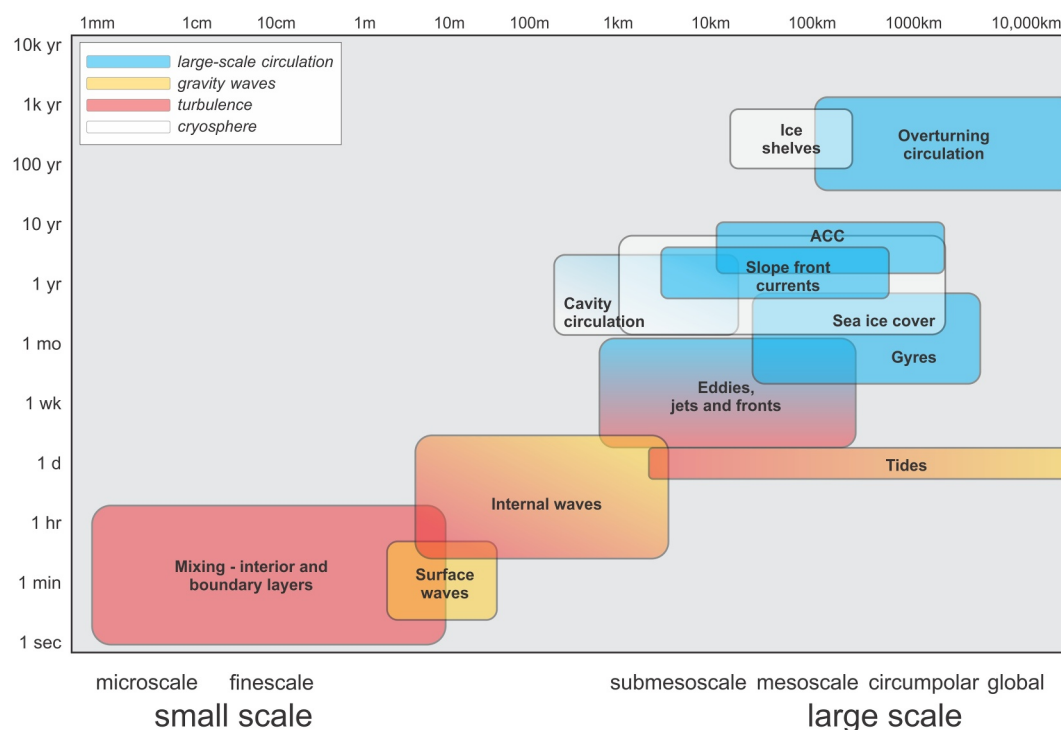 1mm 1cm 10cm 1m 10m 100m 1km 10km 100km 1000km 10,000km
10k yr
1k yr
100 yr
10 yr
1 yr
1 mo
1 wk
1 d
1 hr
1 min
1 sec
large-scale circulation
gravity waves
turbulence
cryosphere
Ice
shelves
Overturning
circulation
ACC
Slope front
currents
Cavity
circulation
Sea ice cover
Gyres
Eddies,
jets and fronts
Tides
Internal waves
Mixing - interior and
boundary layers
Surface
waves
microscale finescale submesoscale mesoscale circumpolar global
small scale large scale